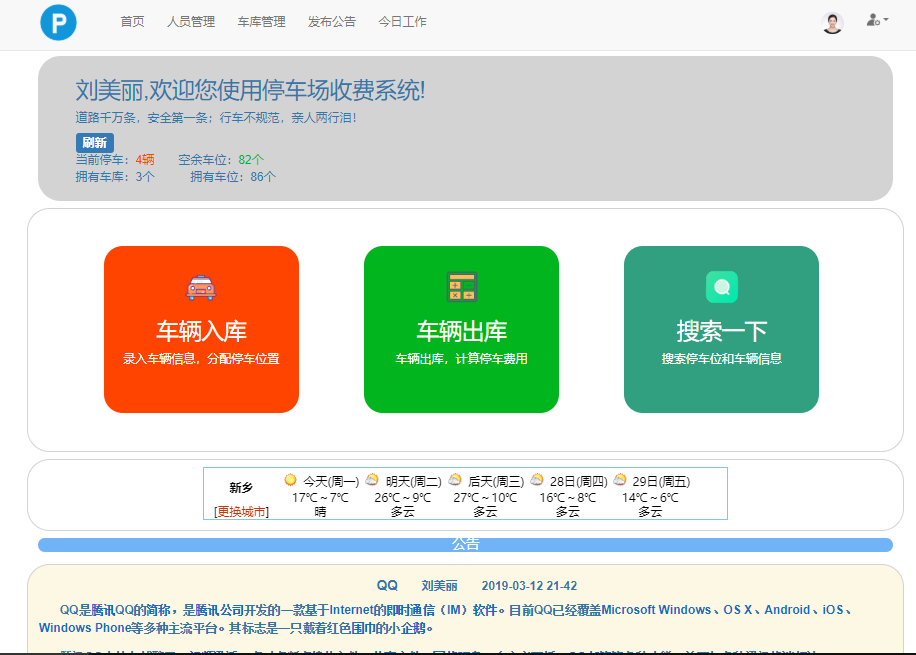 P 首页 人员管理 车库管理 发布公告 今日工作
刘美丽,欢迎您使用停车场收费系统!
道路千万条，安全第一条；行车不规范，亲人两行泪!
刷新
当前停车：4辆 空余车位：82个
拥有车库：3个 拥有车位：86个
车辆入库
录入车辆信息，分配停车位置
车辆出库
车辆出库，计算停车费用
搜索一下
搜索停车位和车辆信息
新乡
[更换城市]
今天(周一)
17℃～7℃
晴
明天(周二)
26℃～9℃
多云
后天(周三)
27℃～10℃
多云
28日(周四)
16℃～8℃
多云
29日(周五)
14℃～6℃
多云
公告
QQ 刘美丽 2019-03-12 21-42
QQ是腾讯QQ的简称，是腾讯公司开发的一款基于Internet的即时通信（IM）软件。目前QQ已经覆盖Microsoft Windows、OS X、Android、iOS、
Windows Phone等多种主流平台。其标志是一只戴着红色围巾的小企鹅。